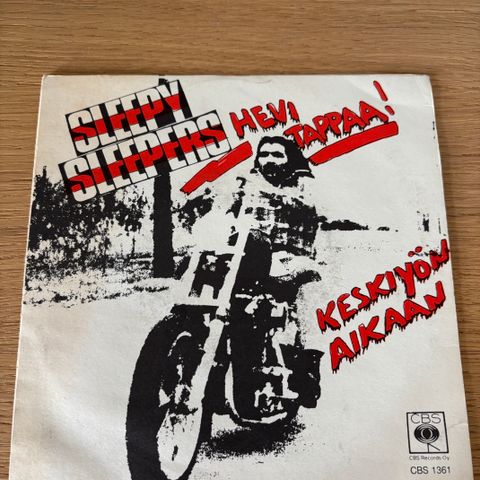 SLEEPY
SLEEPERS
HEVI
TAPPAA!
KESKIYÖN
AIKAAN
CBS
CBS Records Oy
CBS 1361